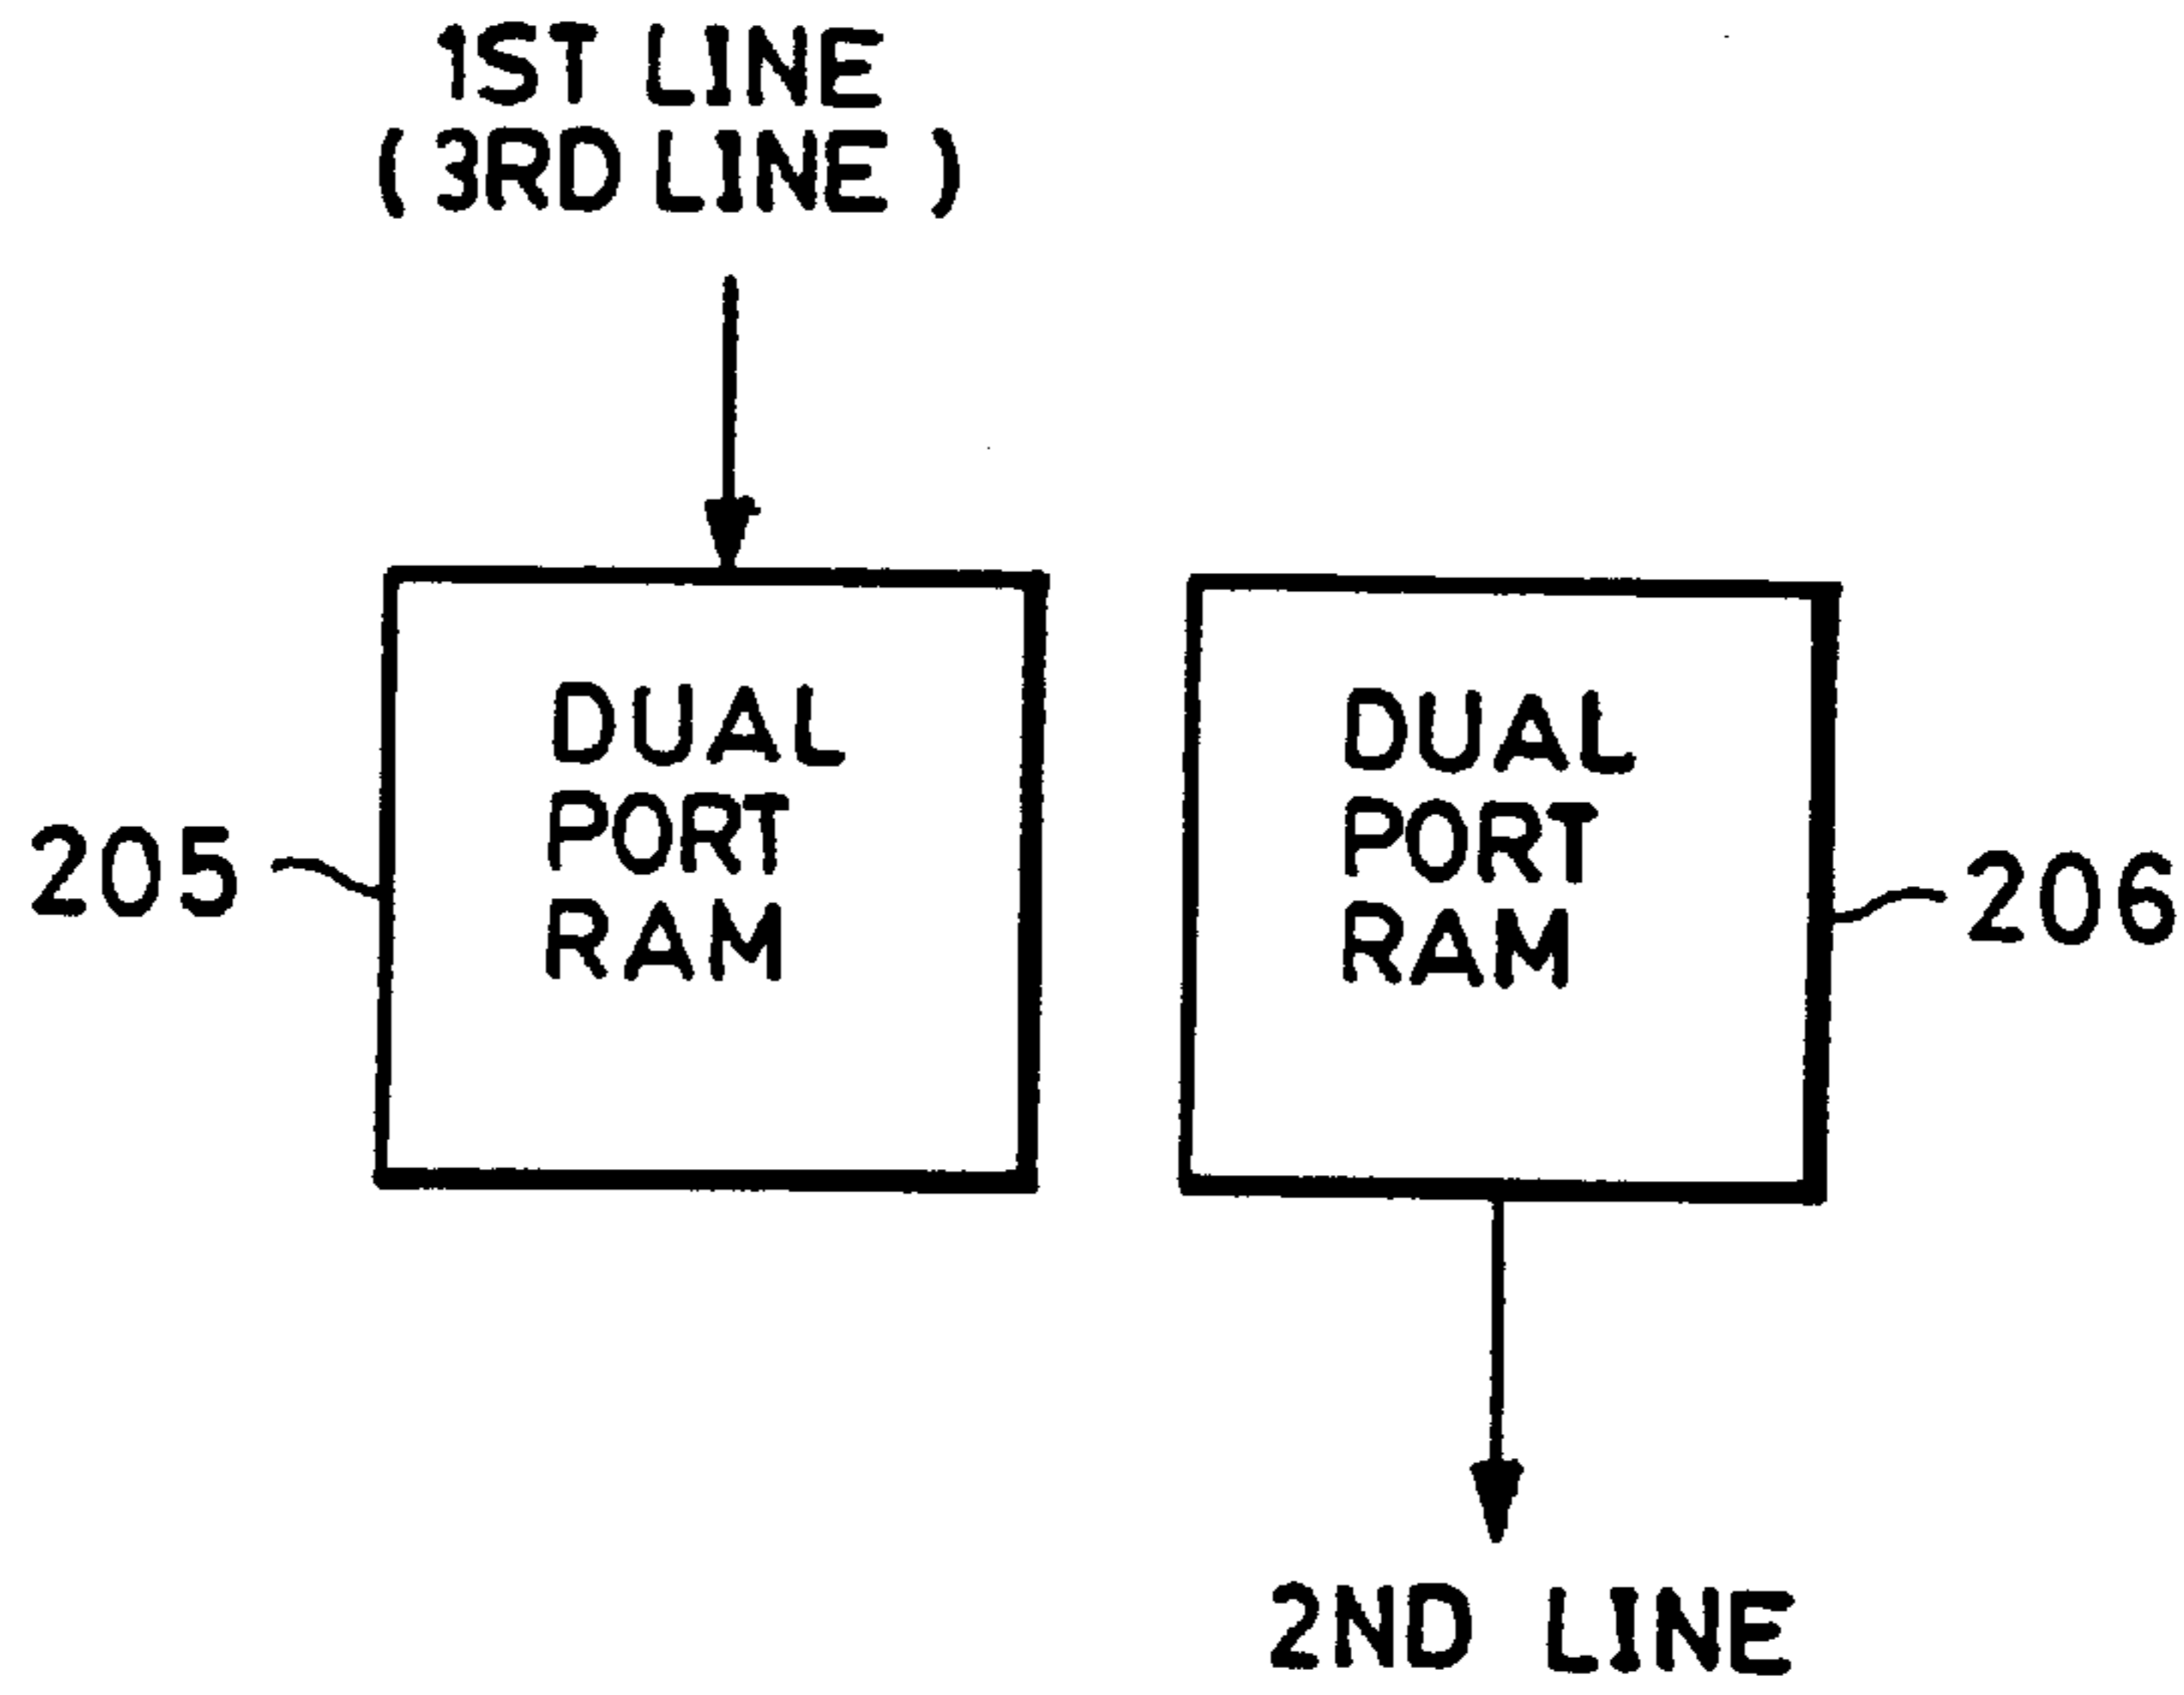 1ST LINE
( 3RD LINE )
DUAL
PORT
RAM
205
DUAL
PORT
RAM
206
2ND LINE